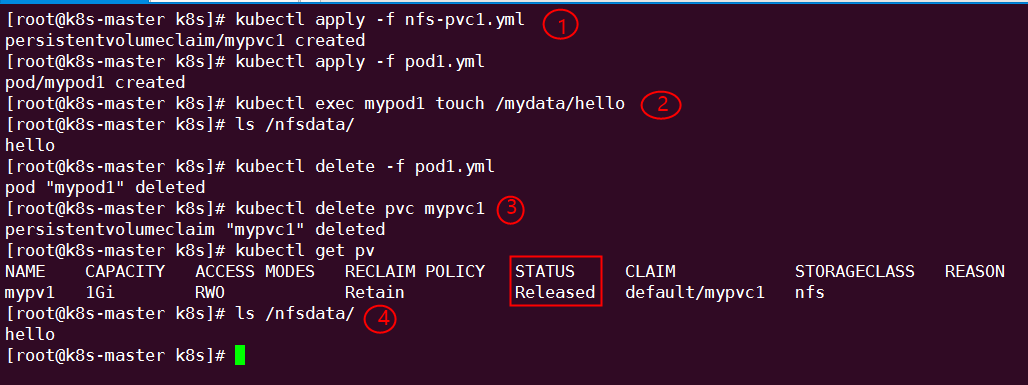 [root@k8s-master k8s]# kubectl apply -f nfs-pvc1.yml 1
persistentvolumeclaim/mypvc1 created
[root@k8s-master k8s]# kubectl apply -f pod1.yml
pod/mypod1 created
[root@k8s-master k8s]# kubectl exec mypod1 touch /mydata/hello 2
[root@k8s-master k8s]# ls /nfsdata/
hello
[root@k8s-master k8s]# kubectl delete -f pod1.yml
pod "mypod1" deleted
[root@k8s-master k8s]# kubectl delete pvc mypvc1 3
persistentvolumeclaim "mypvc1" deleted
[root@k8s-master k8s]# kubectl get pv
NAME CAPACITY ACCESS MODES RECLAIM POLICY STATUS CLAIM STORAGECLASS REASON
mypv1 1Gi RWO Retain Released default/mypvc1 nfs
[root@k8s-master k8s]# ls /nfsdata/ 4
hello
[root@k8s-master k8s]#